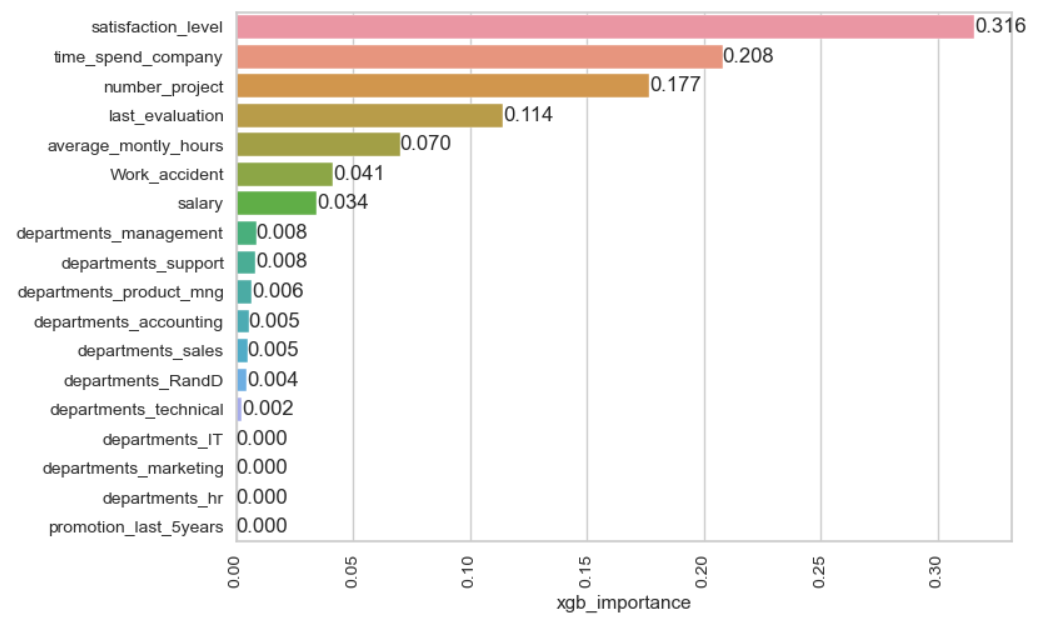 satisfaction_level 0.316
time_spend_company 0.208
number_project 0.177
last_evaluation 0.114
average_montly_hours 0.070
Work_accident 0.041
salary 0.034
departments_management 0.008
departments_support 0.008
departments_product_mng 0.006
departments_accounting 0.005
departments_sales 0.005
departments_RandD 0.004
departments_technical 0.002
departments_IT 0.000
departments_marketing 0.000
departments_hr 0.000
promotion_last_5years 0.000
0.00 0.05 0.10 0.15 0.20 0.25 0.30
xgb_importance